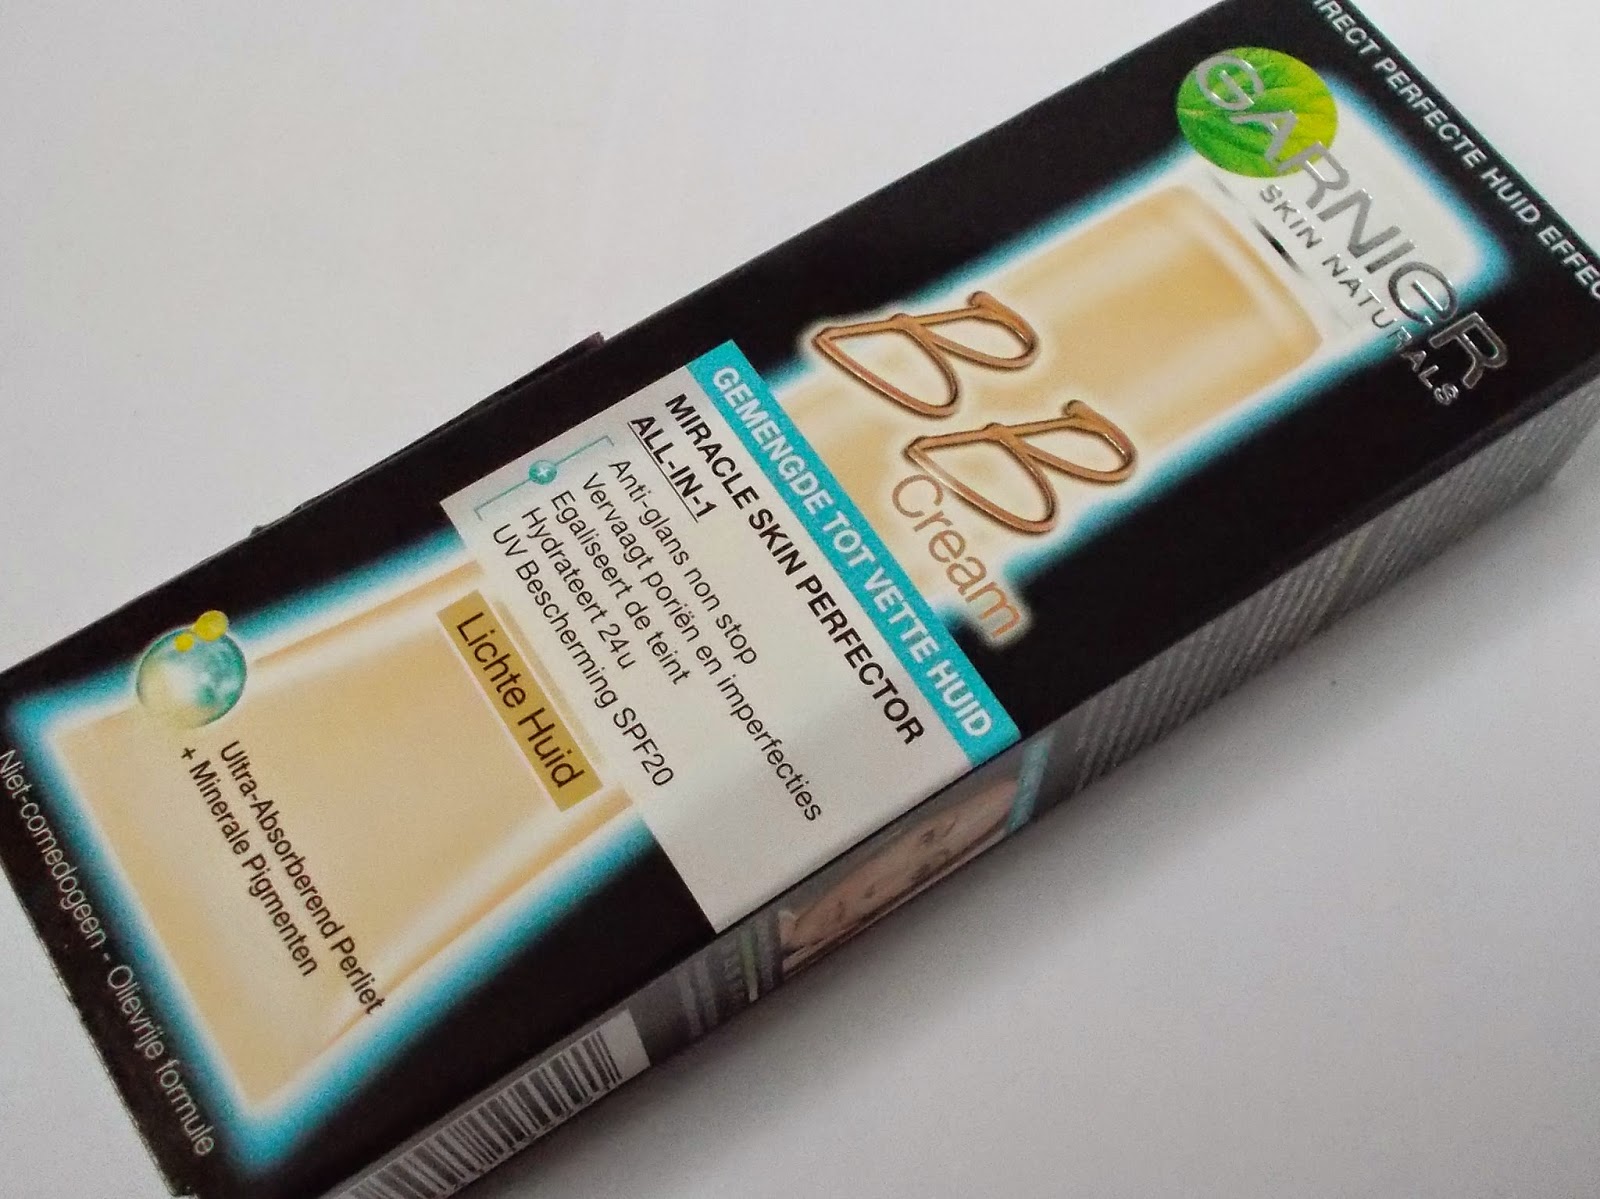 GARNIER
SKIN NATURALS
BB
Cream
GEMENGDE TOT VETTE HUID
MIRACLE SKIN PERFECTOR
ALL-IN-1
Anti-glans non stop
Vervaagt poriën en imperfecties
Egaliseert de teint
Hydrateert 24u
UV Bescherming SPF20
Lichte Huid
Ultra-Absorberend Perliet
+ Minerale Pigmenten
Niet-comedogeen - Olievrije formule
PERFECTE HUID